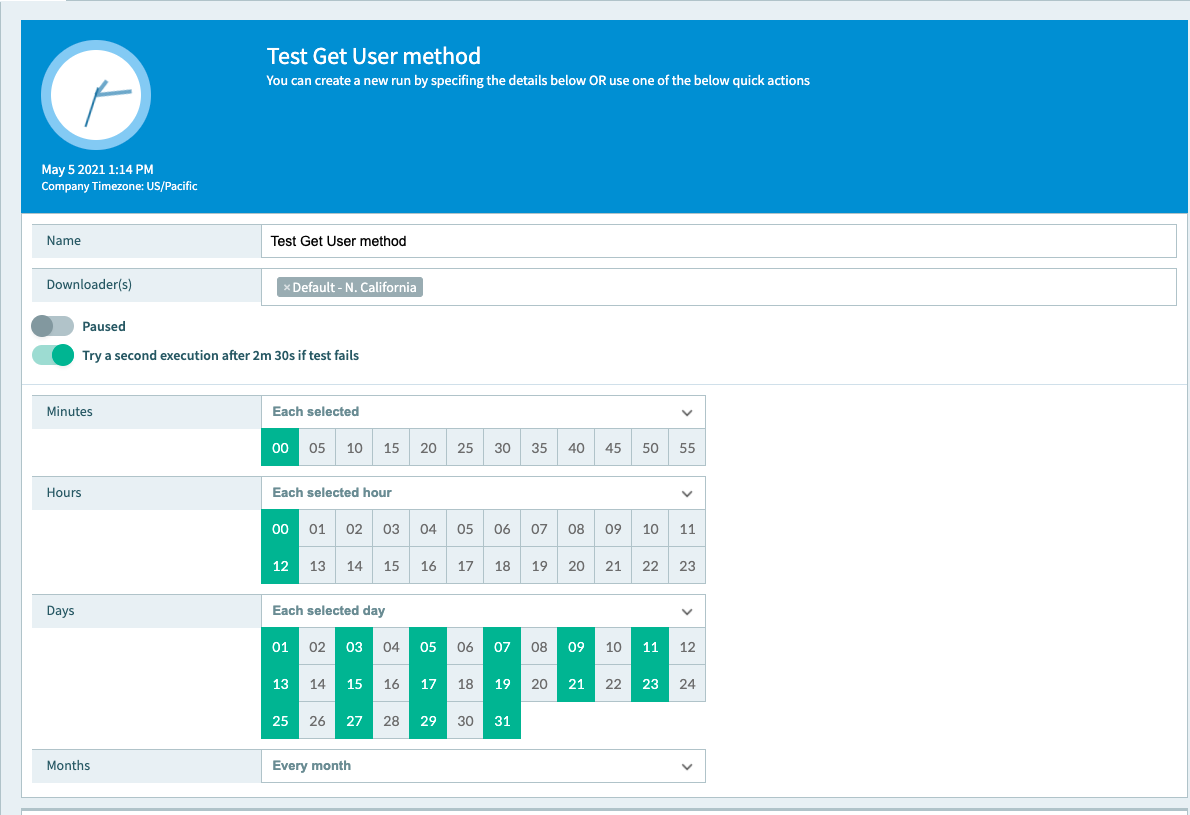 Test Get User method
You can create a new run by specifing the details below OR use one of the below quick actions
May 5 2021 1:14 PM
Company Timezone: US/Pacific
Name
Test Get User method
Downloader(s)
×Default - N. California
Paused
Try a second execution after 2m 30s if test fails
Minutes
Each selected
00 05 10 15 20 25 30 35 40 45 50 55
Hours
Each selected hour
00 01 02 03 04 05 06 07 08 09 10 11
12 13 14 15 16 17 18 19 20 21 22 23
Days
Each selected day
01 02 03 04 05 06 07 08 09 10 11 12
13 14 15 16 17 18 19 20 21 22 23 24
25 26 27 28 29 30 31
Months
Every month